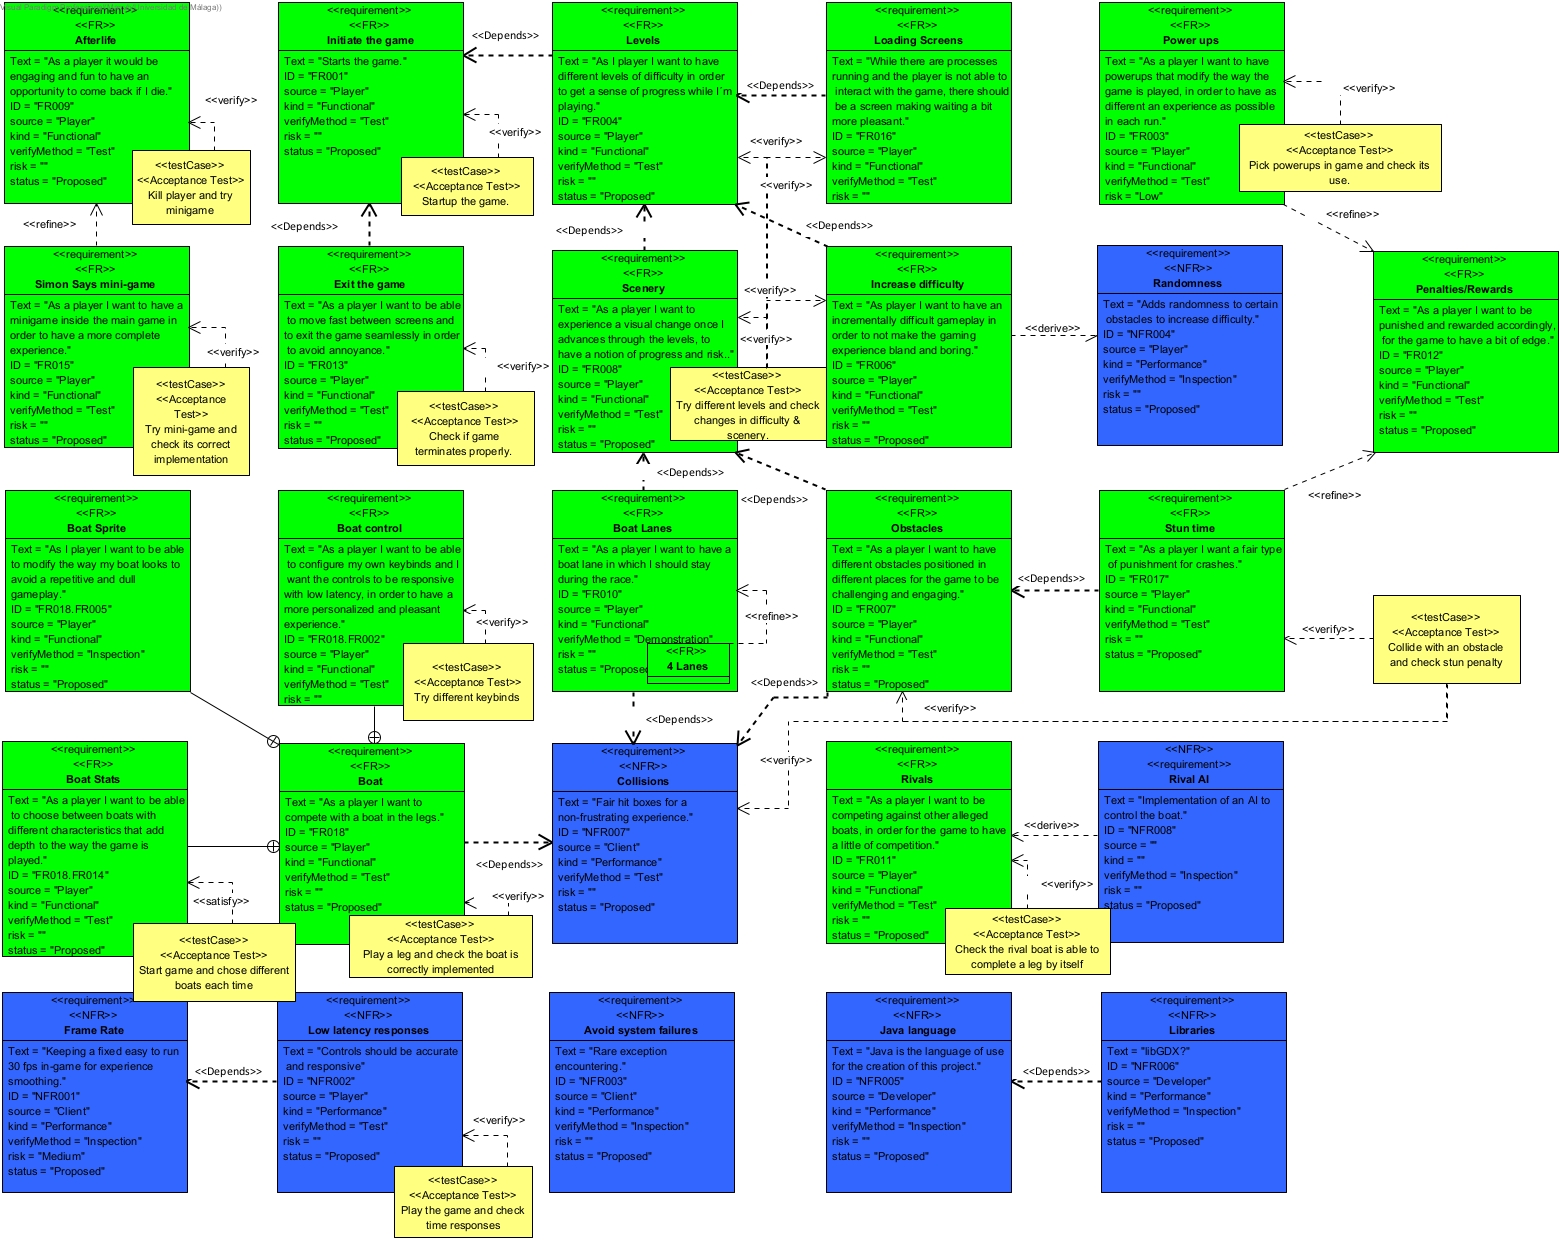 <<requirement>>
<<FR>>
Afterlife
Text = "As a player it would be
engaging and fun to have an
opportunity to come back if I die."
ID = "FR009"
source = "Player"
kind = "Functional"
verifyMethod = "Test"
risk = ""
status = "Proposed"
<<verify>>
<<testCase>>
<<Acceptance Test>>
Kill player and try
minigame
<<refine>>
<<requirement>>
<<FR>>
Initiate the game
Text = "Starts the game."
ID = "FR001"
source = "Player"
kind = "Functional"
verifyMethod = "Test"
risk = ""
status = "Proposed"
<<Depends>>
<<verify>>
<<testCase>>
<<Acceptance Test>>
Startup the game.
<<Depends>>
<<requirement>>
<<FR>>
Levels
Text = "As I player I want to have
different levels of difficulty in order
to get a sense of progress while I´m
playing."
ID = "FR004"
source = "Player"
kind = "Functional"
verifyMethod = "Test"
risk = ""
status = "Proposed"
<<Depends>>
<<verify>>
<<verify>>
<<Depends>>
<<Depends>>
<<requirement>>
<<FR>>
Loading Screens
Text = "While there are processes
running and the player is not able to
interact with the game, there should
be a screen making waiting a bit
more pleasant."
ID = "FR016"
source = "Player"
kind = "Functional"
verifyMethod = "Test"
risk = ""
<<requirement>>
<<FR>>
Power ups
Text = "As a player I want to have
powerups that modify the way the
game is played, in order to have as
different an experience as possible
in each run."
ID = "FR003"
source = "Player"
kind = "Functional"
verifyMethod = "Test"
risk = "Low"
<<verify>>
<<testCase>>
<<Acceptance Test>>
Pick powerups in game and check its
use.
<<refine>>
<<requirement>>
<<FR>>
Simon Says mini-game
Text = "As a player I want to have a
minigame inside the main game in
order to have a more complete
experience."
ID = "FR015"
source = "Player"
kind = "Functional"
verifyMethod = "Test"
risk = ""
status = "Proposed"
<<verify>>
<<testCase>>
<<Acceptance
Test>>
Try mini-game and
check its correct
implementation
<<requirement>>
<<FR>>
Exit the game
Text = "As a player I want to be able
to move fast between screens and
to exit the game seamlessly in order
to avoid annoyance."
ID = "FR013"
source = "Player"
kind = "Functional"
verifyMethod = "Test"
risk = ""
status = "Proposed"
<<verify>>
<<testCase>>
<<Acceptance Test>>
Check if game
terminates properly.
<<requirement>>
<<FR>>
Scenery
Text = "As a player I want to
experience a visual change once I
advances through the levels, to
have a notion of progress and risk.."
ID = "FR008"
source = "Player"
kind = "Functional"
verifyMethod = "Test"
risk = ""
status = "Proposed"
<<verify>>
<<verify>>
<<testCase>>
<<Acceptance Test>>
Try different levels and check
changes in difficulty &
scenery.
<<Depends>>
<<Depends>>
<<requirement>>
<<FR>>
Increase difficulty
Text = "As player I want to have an
incrementally difficult gameplay in
order to not make the gaming
experience bland and boring."
ID = "FR006"
source = "Player"
kind = "Functional"
verifyMethod = "Test"
risk = ""
status = "Proposed"
<<derive>>
<<requirement>>
<<NFR>>
Randomness
Text = "Adds randomness to certain
obstacles to increase difficulty."
ID = "NFR004"
source = "Player"
kind = "Performance"
verifyMethod = "Inspection"
risk = ""
status = "Proposed"
<<requirement>>
<<FR>>
Penalties/Rewards
Text = "As a player I want to be
punished and rewarded accordingly,
for the game to have a bit of edge."
ID = "FR012"
source = "Player"
kind = "Functional"
verifyMethod = "Test"
risk = ""
status = "Proposed"
<<refine>>
<<requirement>>
<<FR>>
Boat Sprite
Text = "As I player I want to be able
to modify the way my boat looks to
avoid a repetitive and dull
gameplay."
ID = "FR018.FR005"
source = "Player"
kind = "Functional"
verifyMethod = "Inspection"
risk = ""
status = "Proposed"
<<requirement>>
<<FR>>
Boat control
Text = "As a player I want to be able
to configure my own keybinds and I
want the controls to be responsive
with low latency, in order to have a
more personalized and pleasant
experience."
ID = "FR018.FR002"
source = "Player"
kind = "Functional"
verifyMethod = "Test"
risk = ""
<<verify>>
<<testCase>>
<<Acceptance Test>>
Try different keybinds
<<requirement>>
<<FR>>
Boat Lanes
Text = "As a player I want to have a
boat lane in which I should stay
during the race."
ID = "FR010"
source = "Player"
kind = "Functional"
verifyMethod = "Demonstration"
risk = ""
status = "Proposed
<<refine>>
<<FR>>
4 Lanes
<<Depends>>
<<Depends>>
<<requirement>>
<<FR>>
Obstacles
Text = "As a player I want to have
different obstacles positioned in
different places for the game to be
challenging and engaging."
ID = "FR007"
source = "Player"
kind = "Functional"
verifyMethod = "Test"
risk = ""
status = "Proposed"
<<Depends>>
<<requirement>>
<<FR>>
Stun time
Text = "As a player I want a fair type
of punishment for crashes."
ID = "FR017"
source = "Player"
kind = "Functional"
verifyMethod = "Test"
risk = ""
status = "Proposed"
<<verify>>
<<testCase>>
<<Acceptance Test>>
Collide with an obstacle
and check stun penalty
<<verify>>
<<verify>>
<<requirement>>
<<FR>>
Boat Stats
Text = "As a player I want to be able
to choose between boats with
different characteristics that add
depth to the way the game is
played."
ID = "FR018.FR014"
source = "Player"
kind = "Functional"
verifyMethod = "Test"
risk = ""
status = "Proposed"
<<satisfy>>
<<testCase>>
<<Acceptance Test>>
Start game and chose different
boats each time
<<requirement>>
<<FR>>
Boat
Text = "As a player I want to
compete with a boat in the legs."
ID = "FR018"
source = "Player"
kind = "Functional"
verifyMethod = "Test"
risk = ""
status = "Proposed"
<<Depends>>
<<verify>>
<<testCase>>
<<Acceptance Test>>
Play a leg and check the boat is
correctly implemented
<<requirement>>
<<NFR>>
Collisions
Text = "Fair hit boxes for a
non-frustrating experience."
ID = "NFR007"
source = "Client"
kind = "Performance"
verifyMethod = "Test"
risk = ""
status = "Proposed"
<<requirement>>
<<FR>>
Rivals
Text = "As a player I want to be
competing against other alleged
boats, in order for the game to have
a little of competition."
ID = "FR011"
source = "Player"
kind = "Functional"
verifyMethod = "Test"
risk = ""
status = "Proposed"
<<derive>>
<<verify>>
<<testCase>>
<<Acceptance Test>>
Check the rival boat is able to
complete a leg by itself
<<NFR>>
<<requirement>>
Rival AI
Text = "Implementation of an AI to
control the boat."
ID = "NFR008"
source = ""
kind = ""
verifyMethod = "Inspection"
risk = ""
status = "Proposed"
<<requirement>>
<<NFR>>
Frame Rate
Text = "Keeping a fixed easy to run
30 fps in-game for experience
smoothing."
ID = "NFR001"
source = "Client"
kind = "Performance"
verifyMethod = "Inspection"
risk = "Medium"
status = "Proposed"
<<Depends>>
<<requirement>>
<<NFR>>
Low latency responses
Text = "Controls should be accurate
and responsive"
ID = "NFR002"
source = "Player"
kind = "Performance"
verifyMethod = "Test"
risk = ""
status = "Proposed"
<<verify>>
<<testCase>>
<<Acceptance Test>>
Play the game and check
time responses
<<requirement>>
<<NFR>>
Avoid system failures
Text = "Rare exception
encountering."
ID = "NFR003"
source = "Client"
kind = "Performance"
verifyMethod = "Inspection"
risk = ""
status = "Proposed"
<<requirement>>
<<NFR>>
Java language
Text = "Java is the language of use
for the creation of this project."
ID = "NFR005"
source = "Developer"
kind = "Performance"
verifyMethod = "Inspection"
risk = ""
status = "Proposed"
<<Depends>>
<<requirement>>
<<NFR>>
Libraries
Text = "libGDX?"
ID = "NFR006"
source = "Developer"
kind = "Performance"
verifyMethod = "Inspection"
risk = ""
status = "Proposed"